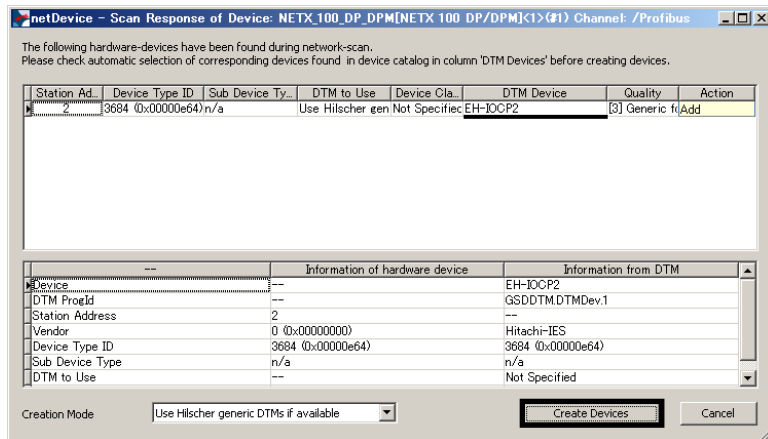 netDevice - Scan Response of Device: NETX_100_DP_DPM[NETX 100 DP/DPM]<1>(#1) Channel: /Profibus
The following hardware-devices have been found during network-scan.
Please check automatic selection of corresponding devices found in device catalog in column 'DTM Devices' before creating devices.
Station Ad... Device Type ID Sub Device Ty... DTM to Use Device Cla... DTM Device Quality Action
2 3684 (0x00000e64) n/a Use Hilscher gen Not Specified EH-IOCP2 [3] Generic fo Add
-- Information of hardware device Information from DTM
Device -- EH-IOCP2
DTM ProgId -- GSDDTM.DTMDev.1
Station Address 2 --
Vendor 0 (0x00000000) Hitachi-IES
Device Type ID 3684 (0x00000e64) 3684 (0x00000e64)
Sub Device Type n/a n/a
DTM to Use -- Not Specified
Creation Mode Use Hilscher generic DTMs if available Create Devices Cancel